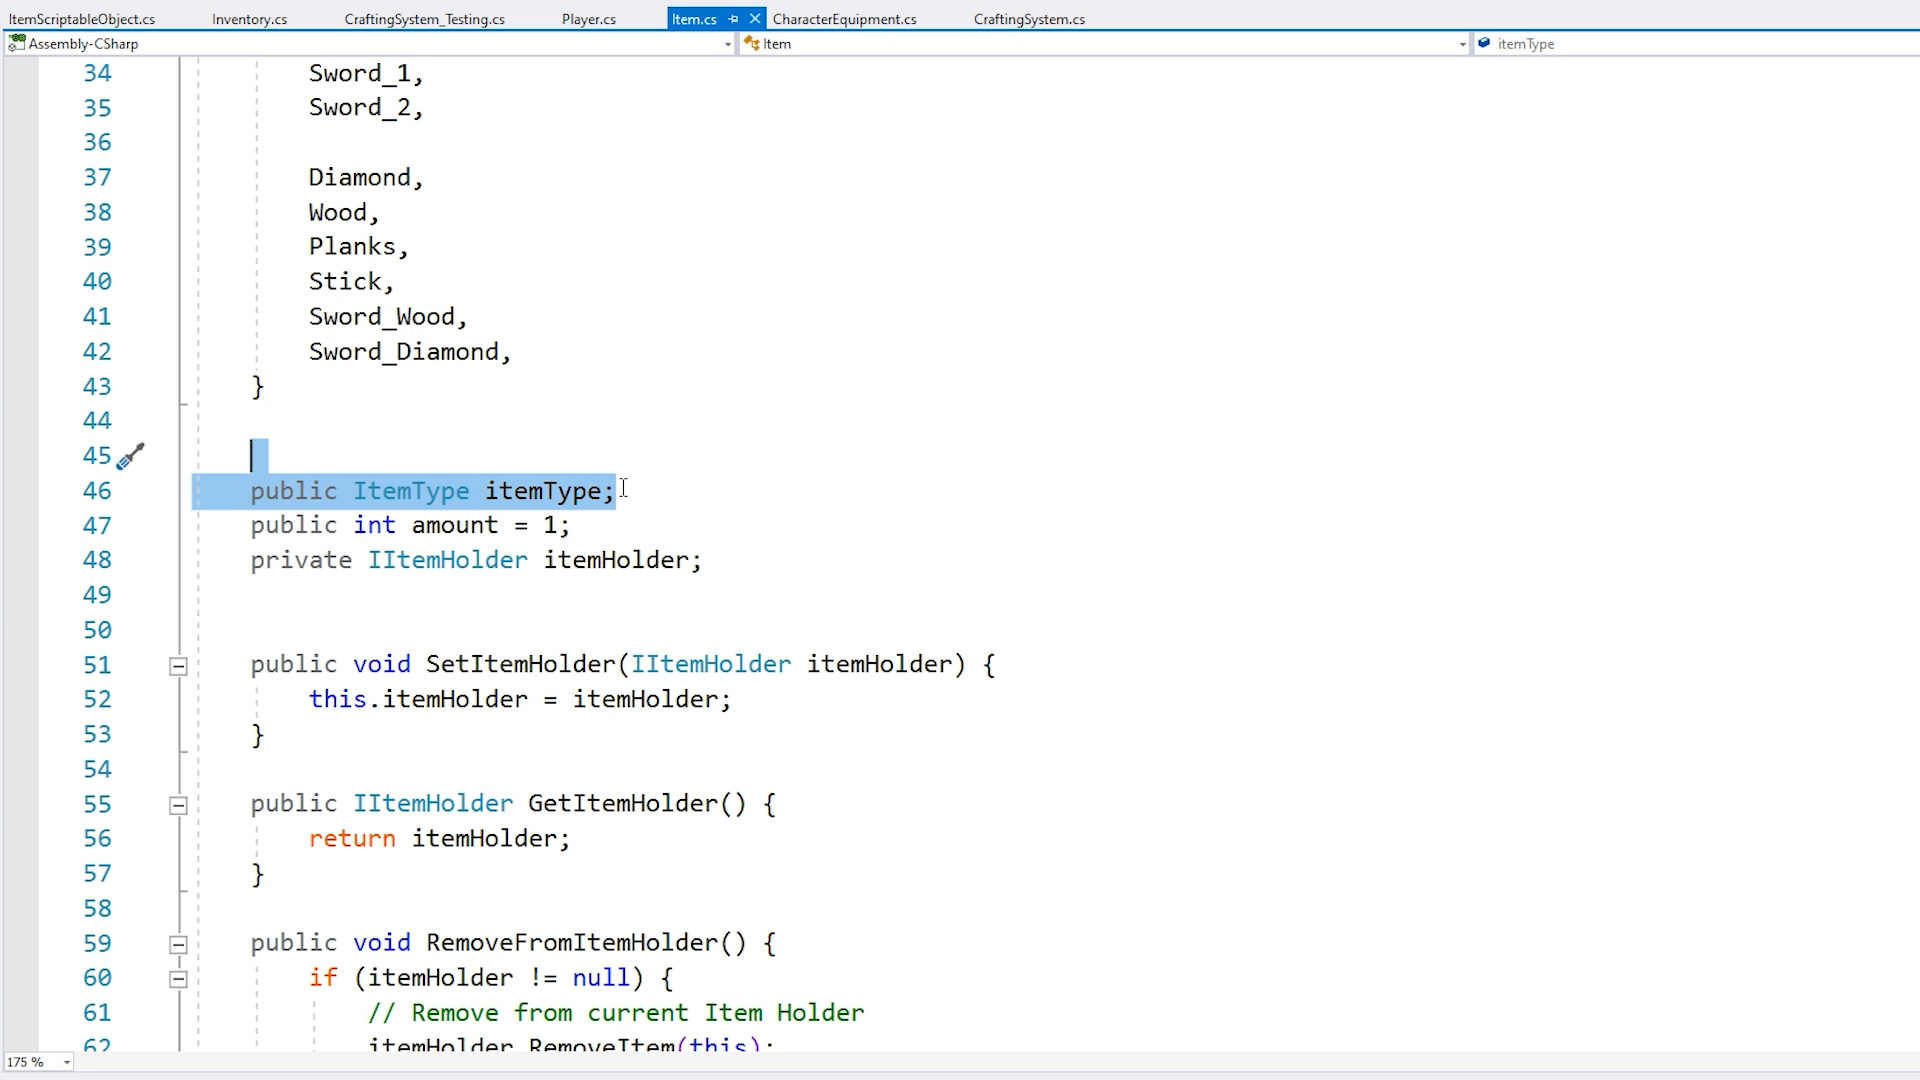 ItemScriptableObject.cs Inventory.cs CraftingSystem_Testing.cs Player.cs Item.cs CharacterEquipment.cs CraftingSystem.cs
Assembly-CSharp Item itemType
34 Sword_1,
35 Sword_2,
36
37 Diamond,
38 Wood,
39 Planks,
40 Stick,
41 Sword_Wood,
42 Sword_Diamond,
43 }
44
45
46 public ItemType itemType;
47 public int amount = 1;
48 private IItemHolder itemHolder;
49
50
51 public void SetItemHolder(IItemHolder itemHolder) {
52 this.itemHolder = itemHolder;
53 }
54
55 public IItemHolder GetItemHolder() {
56 return itemHolder;
57 }
58
59 public void RemoveFromItemHolder() {
60 if (itemHolder != null) {
61 // Remove from current Item Holder
62 itemHolder.RemoveItem(this);
175 %